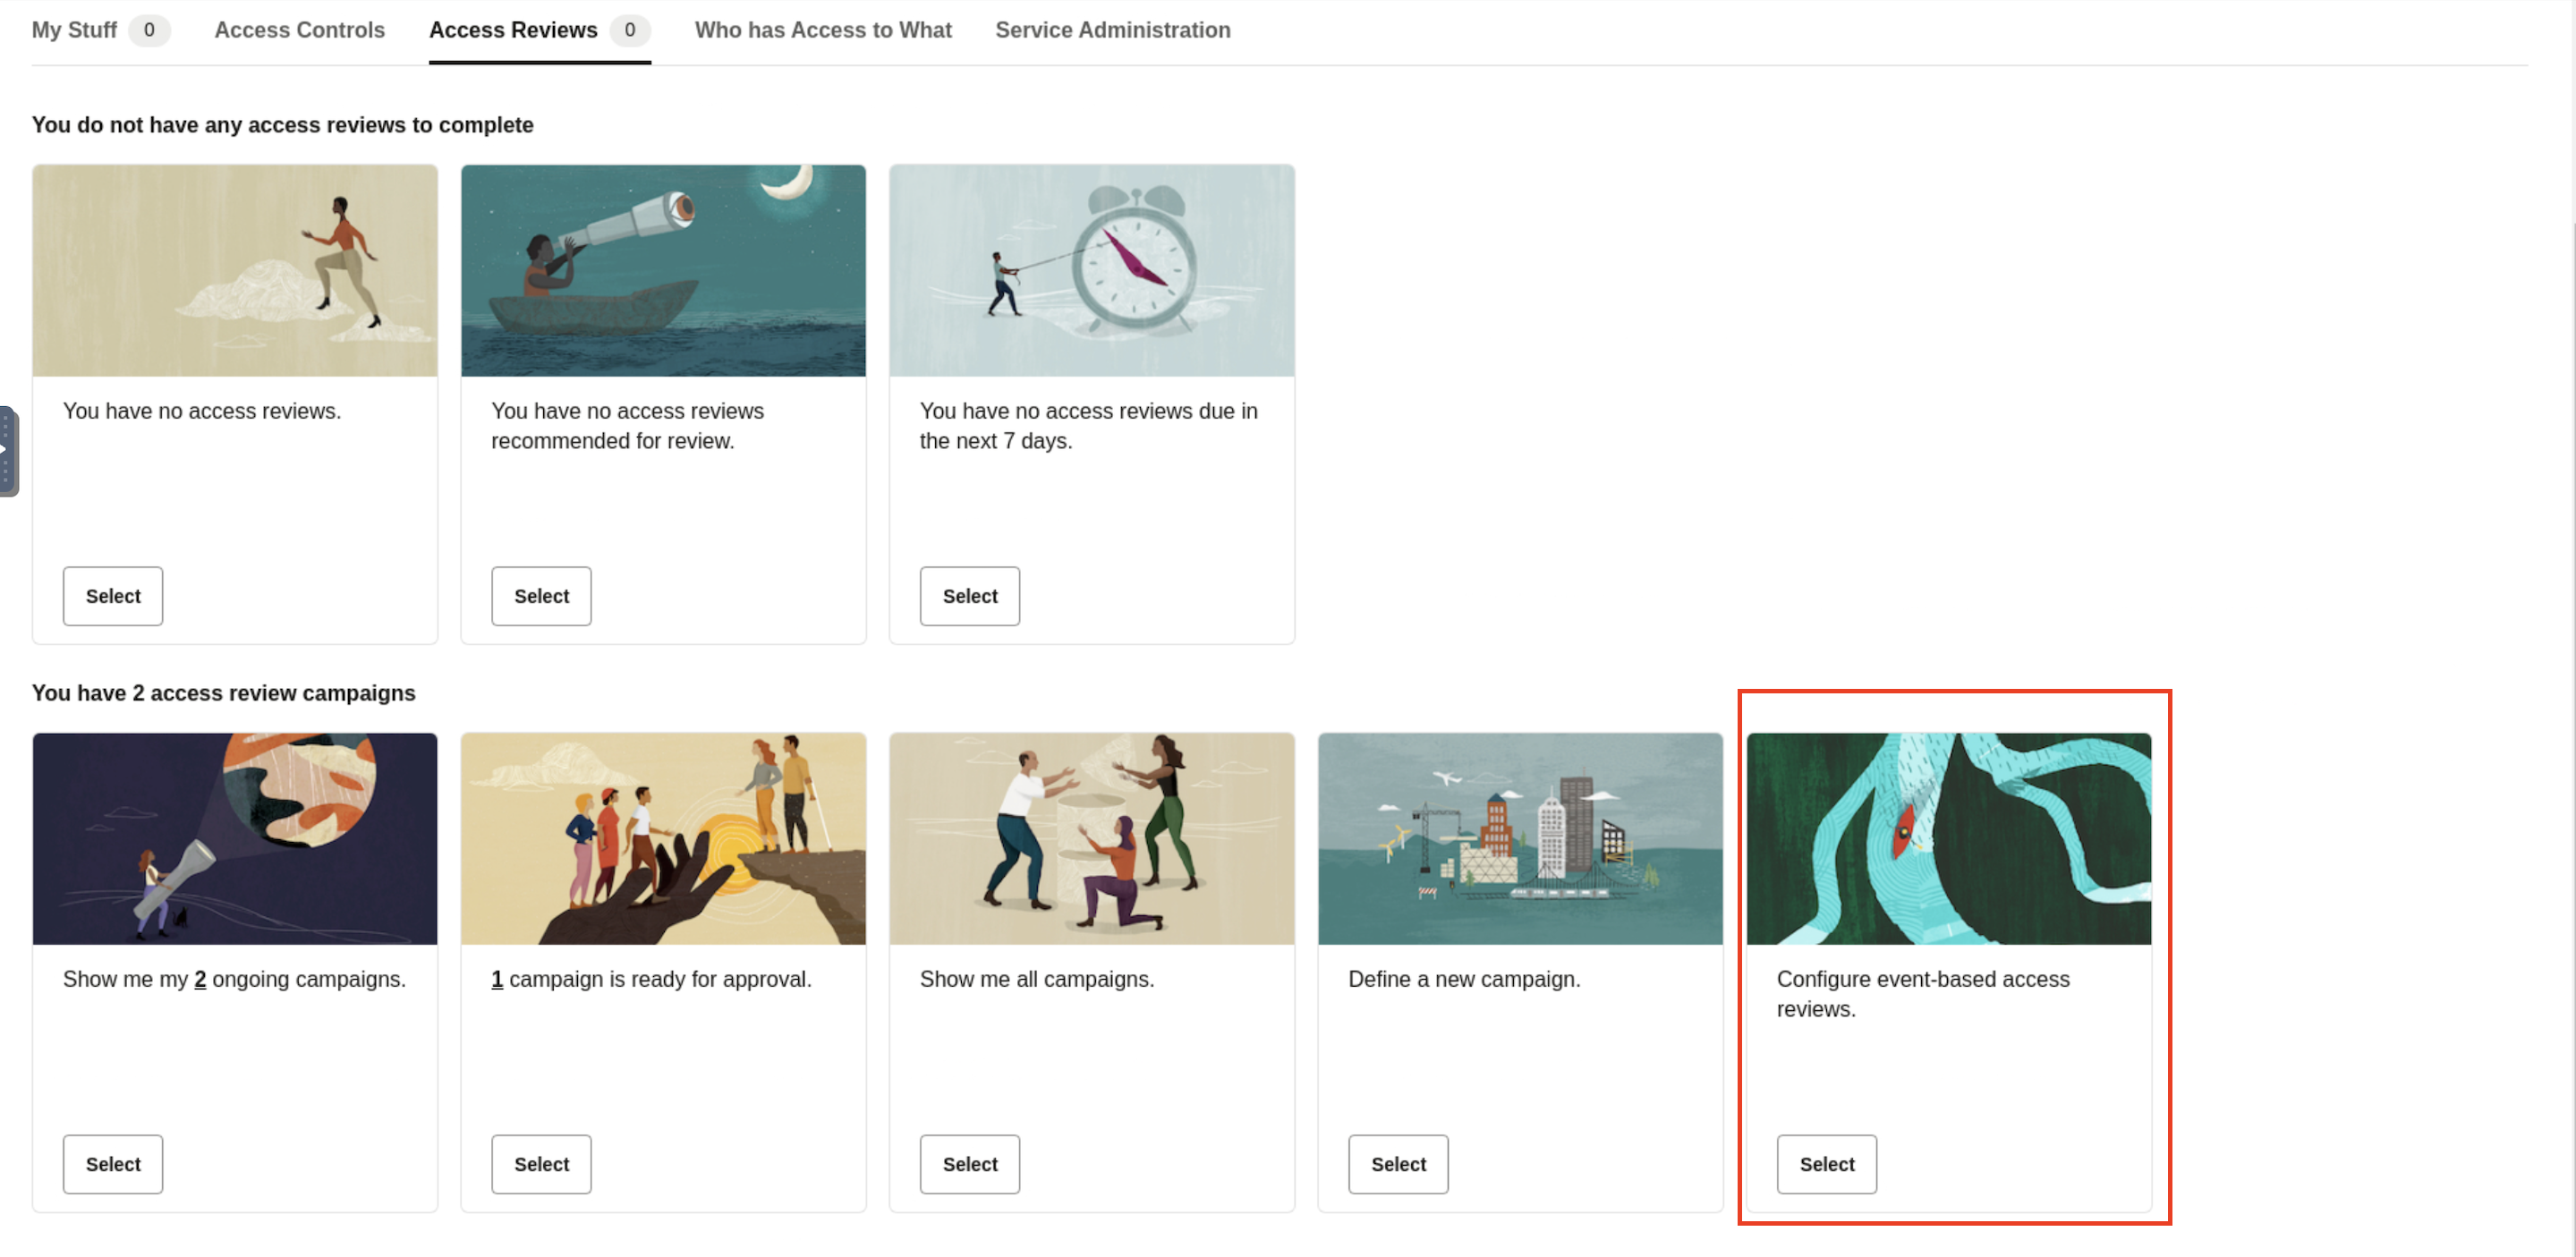 My Stuff 0 Access Controls Access Reviews 0 Who has Access to What Service Administration
You do not have any access reviews to complete
You have no access reviews.
Select
You have no access reviews
recommended for review.
Select
You have no access reviews due in
the next 7 days.
Select
You have 2 access review campaigns
Show me my 2 ongoing campaigns.
Select
1 campaign is ready for approval.
Select
Show me all campaigns.
Select
Define a new campaign.
Select
Configure event-based access
reviews.
Select